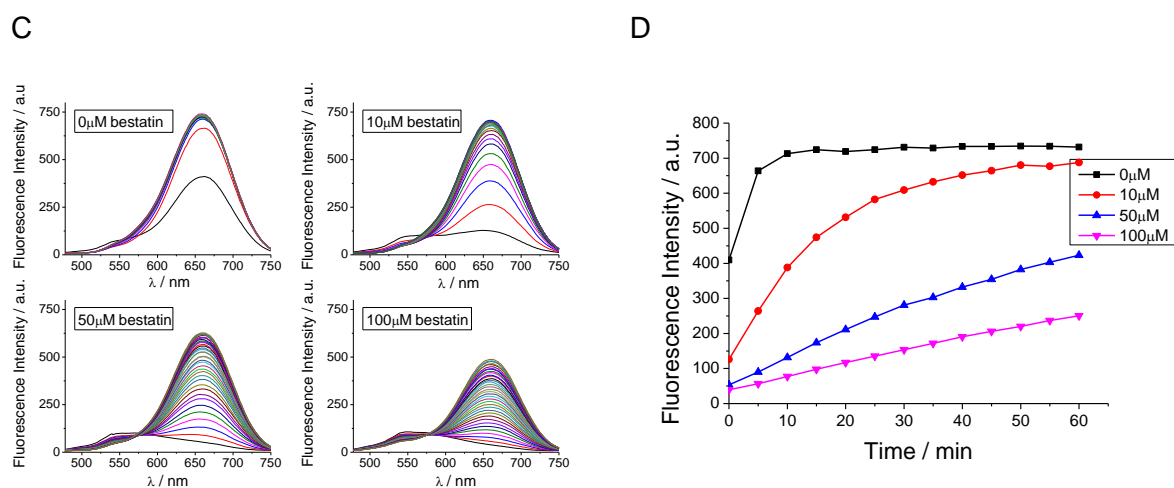 C
Fluorescence Intensity / a.u
750
500
250
0
0μM bestatin
500 550 600 650 700 750
λ / nm
Fluorescence Intensity / a.u.
750
500
250
0
10μM bestatin
500 550 600 650 700 750
λ / nm
Fluorescence Intensity / a.u.
750
500
250
0
50μM bestatin
500 550 600 650 700 750
λ / nm
Fluorescence Intensity / a.u.
750
500
250
0
100μM bestatin
500 550 600 650 700 750
λ / nm
D
Fluorescence Intensity / a.u.
800
700
600
500
400
300
200
100
0
0μM
10μM
50μM
100μM
0 10 20 30 40 50 60
Time / min